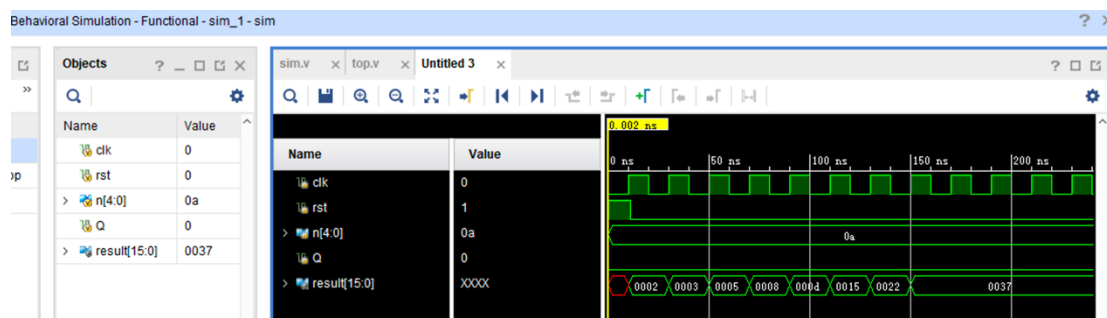 Behavioral Simulation - Functional - sim_1 - sim
?
»
op
Objects
?
Name Value
clk 0
rst 0
> n[4:0] 0a
Q 0
> result[15:0] 0037
sim.v × top.v × Untitled 3 ×
?
0.002 ns
Name Value
0 ns 50 ns 100 ns 150 ns 200 ns
clk 0
rst 1
> n[4:0] 0a 0a
Q 0
> result[15:0] XXXX 0002 0003 0005 0008 000d 0015 0022 0037